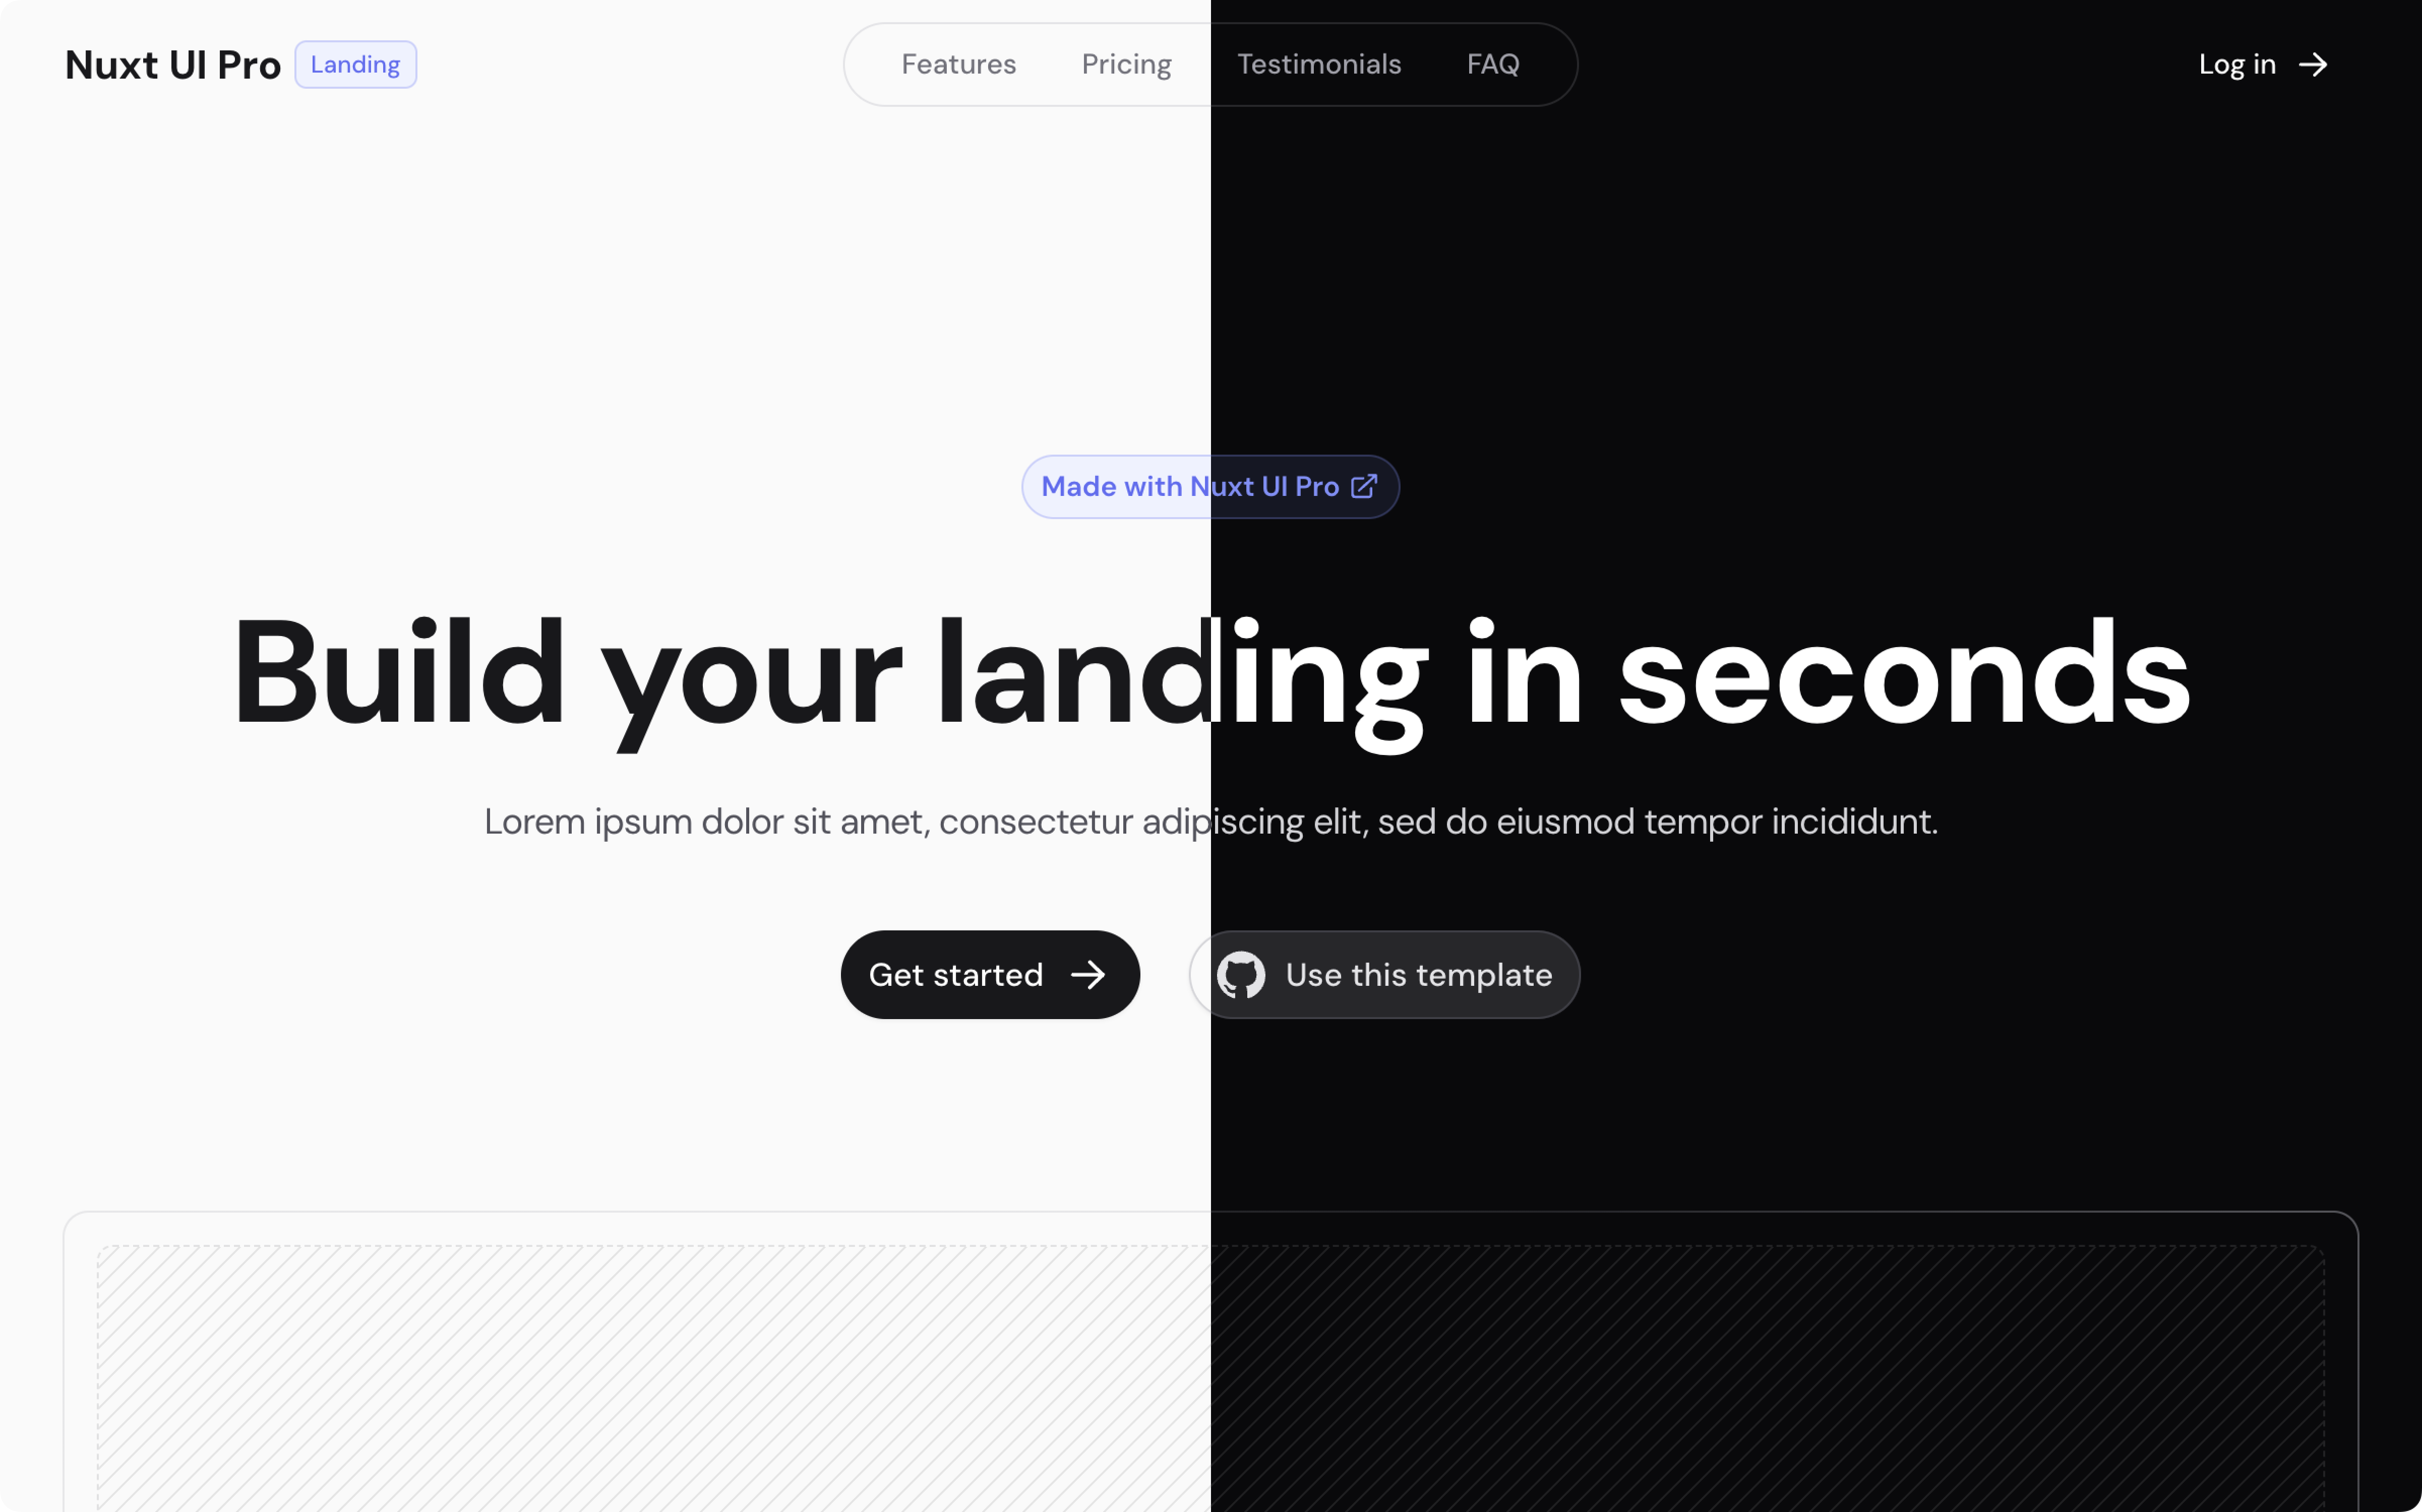 Nuxt UI Pro Landing Features Pricing Testimonials FAQ Log in
Made with Nuxt UI Pro
Build your landing in seconds
Lorem ipsum dolor sit amet, consectetur adipiscing elit, sed do eiusmod tempor incididunt.
Get started Use this template